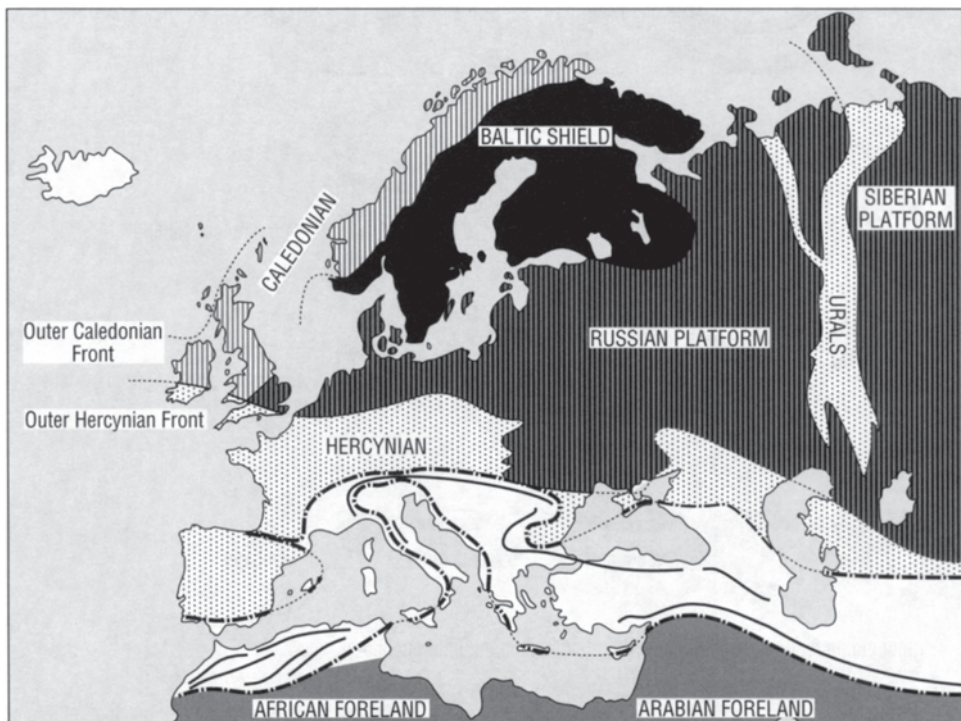 BALTIC SHIELD
SIBERIAN
PLATFORM
CALEDONIAN
Outer Caledonian
Front
RUSSIAN PLATFORM
URALS
Outer Hercynian Front
HERCYNIAN
AFRICAN FORELAND
ARABIAN FORELAND